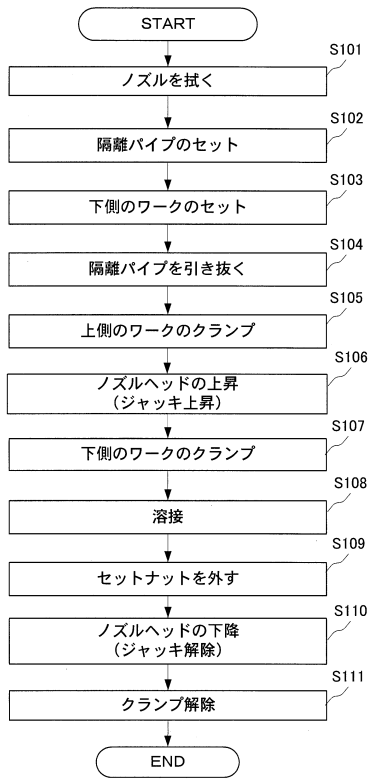 START
S101
ノズルを拭く
S102
隔離パイプのセット
S103
下側のワークのセット
S104
隔離パイプを引き抜く
S105
上側のワークのクランプ
S106
ノズルヘッドの上昇
(ジャッキ上昇)
S107
下側のワークのクランプ
S108
溶接
S109
セットナットを外す
S110
ノズルヘッドの下降
(ジャッキ解除)
S111
クランプ解除
END